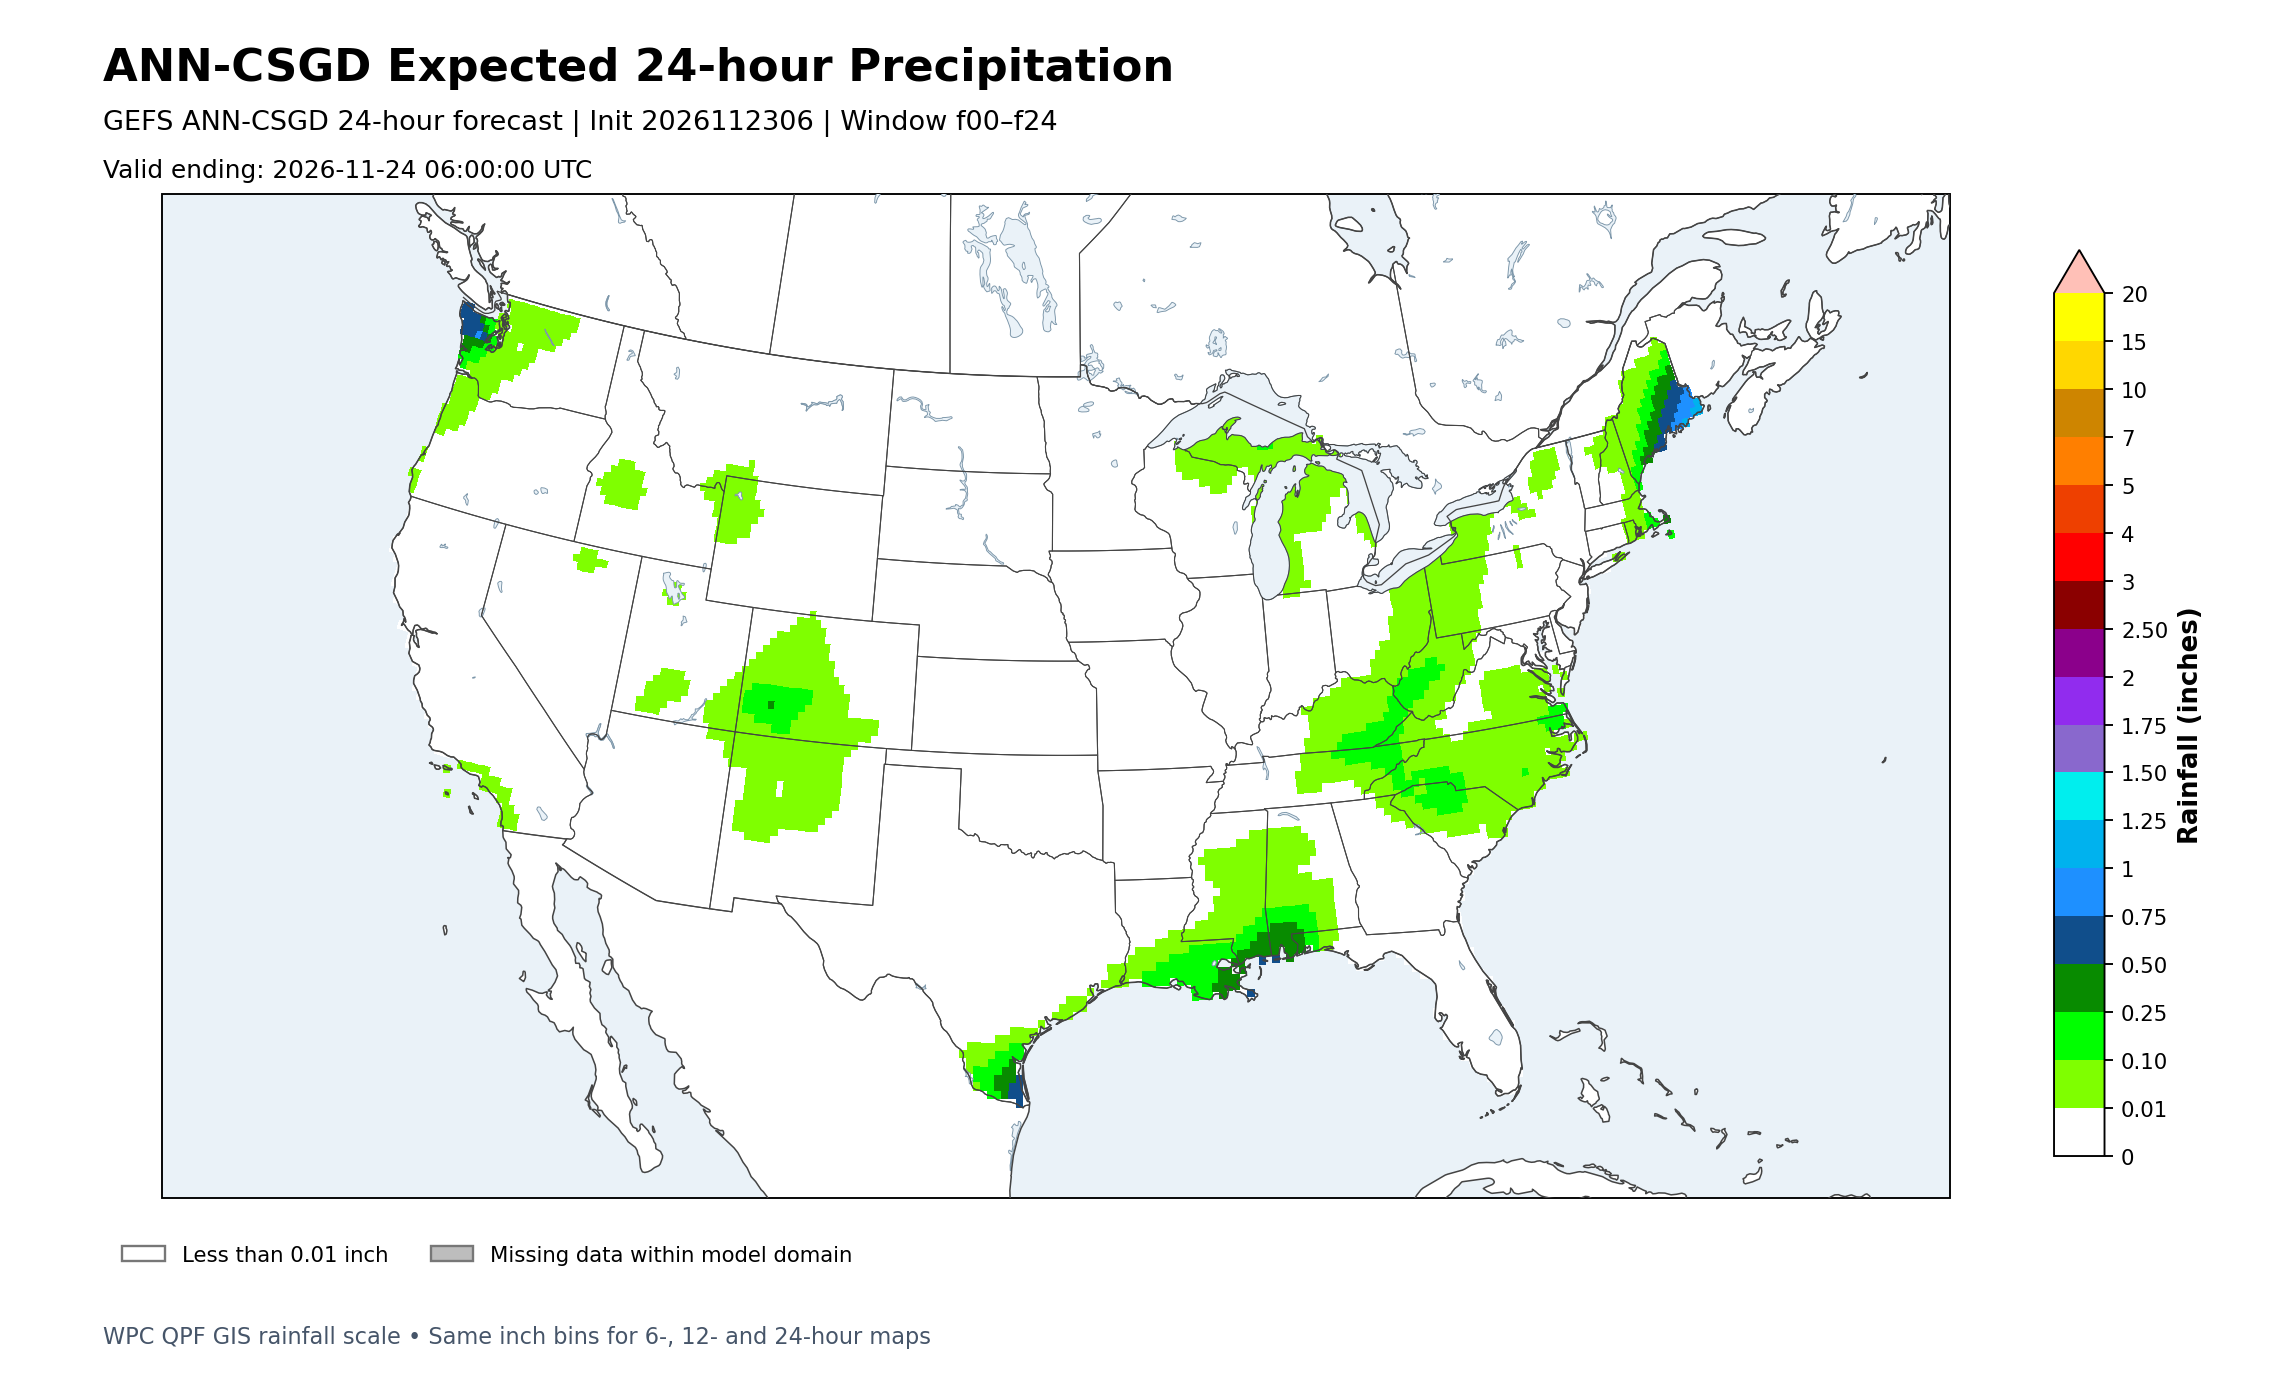 ANN-CSGD Expected 24-hour Precipitation
GEFS ANN-CSGD 24-hour forecast | Init 2026112306 | Window f00–f24
Valid ending: 2026-11-24 06:00:00 UTC
20
15
10
7
5
4
3
2.50
2
1.75
1.50
1.25
1
0.75
0.50
0.25
0.10
0.01
0
Rainfall (inches)
Less than 0.01 inch
Missing data within model domain
WPC QPF GIS rainfall scale • Same inch bins for 6-, 12- and 24-hour maps